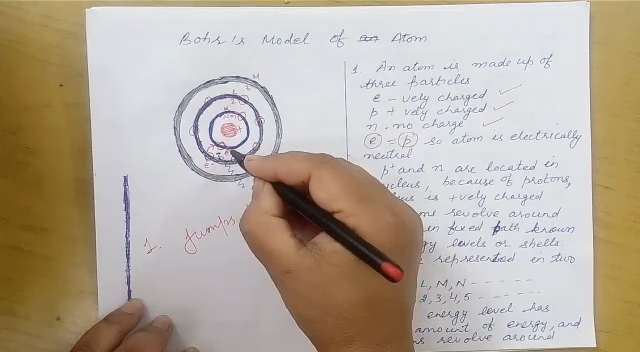 Bohr's Model of Atom
1. An atom is made up of
three particles
e - vely charged
p + vely charged
n - no charge
e = p so atom is electrically
neutral
p+ and n are located in
because of protons,
is +vely charged
revolve around
in fixed path known
levels or shells.
represented in two
L, M, N - - - - -
2, 3, 4, 5 - - - - -
energy level has
amount of energy, and
revolve around
1. Jumps